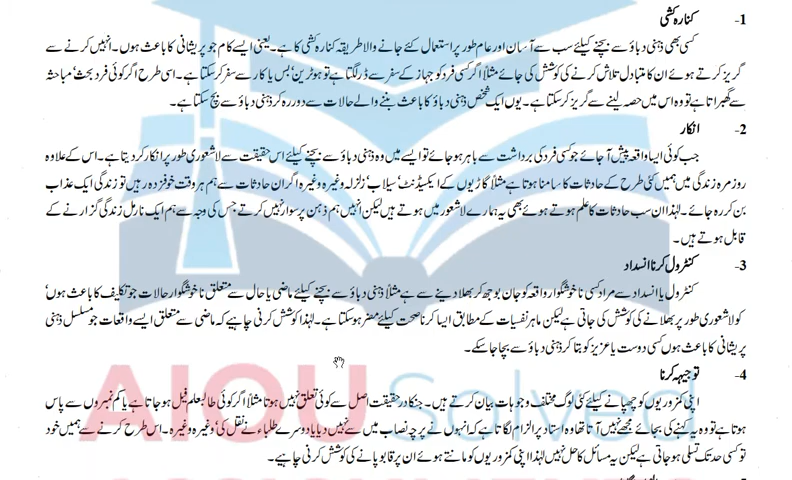 1- کنارہ کشی
کسی بھی ذہنی دباؤ سے بچنے کیلئے سب سے آسان اور عام طور پر استعمال کئے جانے والا طریقہ کنارہ کشی کا ہے۔ یعنی ایسے کام جو پریشانی کا باعث ہوں۔ انہیں کرنے سے
گریز کرتے ہوئے ان کا متبادل تلاش کرنے کی کوشش کی جائے مثلاً اگر کسی فرد کو جہاز کے سفر سے ڈر لگتا ہے تو وہ ٹرین' بس یا کار سے سفر کر سکتا ہے۔ اسی طرح اگر کوئی فرد بحث' مباحثہ
سے گھبراتا ہے تو وہ اس میں حصہ لینے سے گریز کر سکتا ہے۔ یوں ایک شخص ذہنی دباؤ کا باعث بننے والے حالات سے دور رہ کر ذہنی دباؤ سے بچ سکتا ہے۔
2- انکار
جب کوئی ایسا واقعہ پیش آ جائے جو کسی فرد کی برداشت سے باہر ہو جائے تو ایسے میں وہ ذہنی دباؤ سے بچنے کیلئے اس حقیقت سے لاشعوری طور پر انکار کر دیتا ہے۔ اس کے علاوہ
روزمرہ زندگی میں ہمیں کئی طرح کے حادثات کا سامنا ہوتا ہے مثلاً گاڑیوں کے ایکسیڈنٹ' سیلاب' زلزلہ وغیرہ وغیرہ اگر ان حادثات سے ہم ہر وقت خوفزدہ رہیں تو زندگی ایک عذاب
بن کر رہ جائے۔ لہٰذا ان سب حادثات کا علم ہوتے ہوئے بھی یہ ہمارے لاشعور میں ہوتے ہیں لیکن انہیں ہم ذہن پر سوار نہیں کرتے جس کی وجہ سے ہم ایک نارمل زندگی گزارنے کے
قابل ہوتے ہیں۔
3- کنٹرول کرنا انسداد
کنٹرول یا انسداد سے مراد کسی ناخوشگوار واقعہ کو جان بوجھ کر بھلا دینے سے ہے مثلاً ذہنی دباؤ سے بچنے کیلئے ماضی یا حال سے متعلق ناخوشگوار حالات جو تکلیف کا باعث ہوں'
کو لاشعوری طور پر بھلانے کی کوشش کی جاتی ہے لیکن ماہر نفسیات کے مطابق ایسا کرنا صحت کیلئے مضر ہو سکتا ہے۔ لہٰذا کوشش کرنی چاہیے کہ ماضی سے متعلق ایسے واقعات جو مسلسل ذہنی
پریشانی کا باعث ہوں کسی دوست یا عزیز کو بتا کر ذہنی دباؤ سے بچا جا سکے۔
4- توجیہہ کرنا
اپنی کمزوریوں کو چھپانے کیلئے کئی لوگ مختلف وجوہات بیان کرتے ہیں۔ جنکا در حقیقت اصل سے کوئی تعلق نہیں ہوتا مثلاً اگر کوئی طالبعلم فیل ہو جاتا ہے یا کم نمبروں سے پاس
ہوتا ہے تو وہ یہ کہنے کی بجائے مجھے نہیں آتا تھا وہ استاد پر الزام لگاتا ہے کہ انہوں نے پرچہ نصاب میں سے نہیں دیا یا دوسرے طلباء نے نقل کی' وغیرہ وغیرہ۔ اس طرح کرنے سے ہمیں خود
تو کسی حد تک تسلی ہو جاتی ہے لیکن یہ مسائل کا حل نہیں لہٰذا اپنی کمزوریوں کو مانتے ہوئے ان پر قابو پانے کی کوشش کرنی چاہیے۔
AIOU Solved